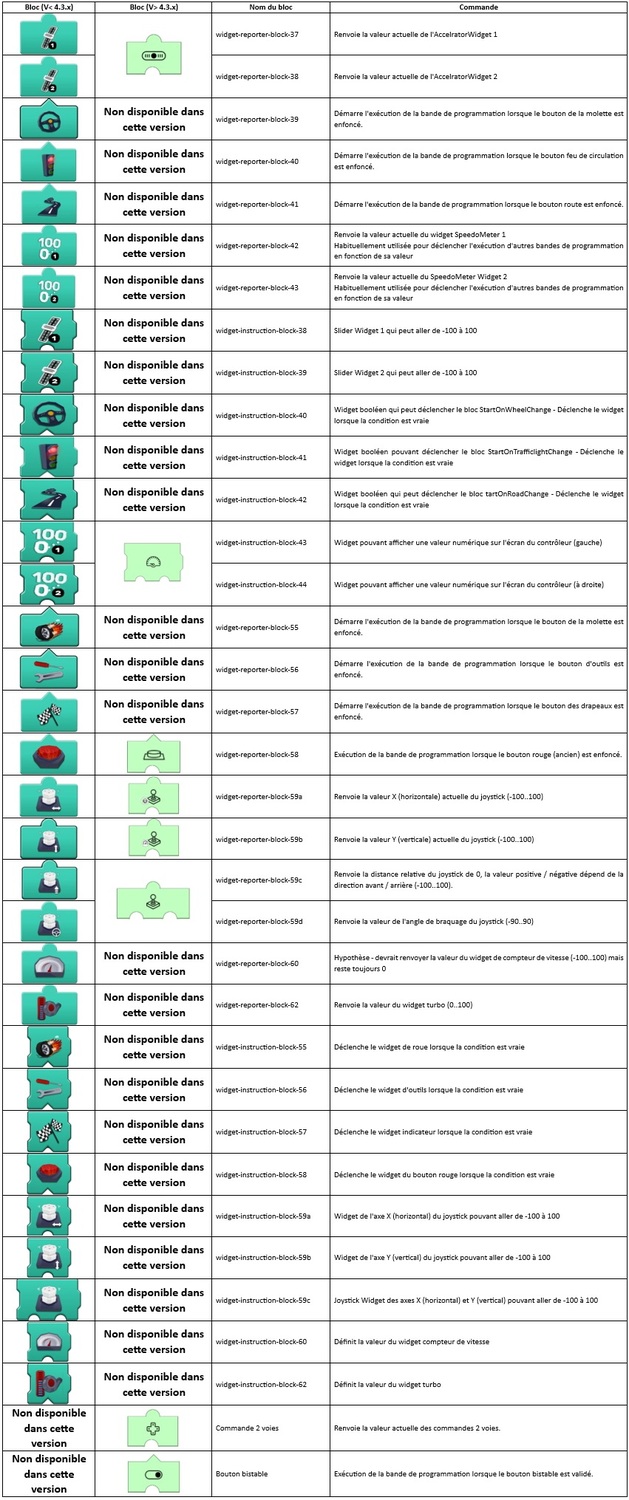 Bloc (V< 4.3.x) Bloc (V> 4.3.x) Nom du bloc Commande
widget-reporter-block-37 Renvoie la valeur actuelle de l'AccelratorWidget 1
widget-reporter-block-38 Renvoie la valeur actuelle de l'AccelratorWidget 2
Non disponible dans
cette version
widget-reporter-block-39
Démarre l'exécution de la bande de programmation lorsque le bouton de la molette est
enfoncé.
Non disponible dans
cette version
widget-reporter-block-40
Démarre l'exécution de la bande de programmation lorsque le bouton feu de circulation
est enfoncé.
Non disponible dans
cette version
widget-reporter-block-41
Démarre l'exécution de la bande de programmation lorsque le bouton route est enfoncé.
Non disponible dans
cette version
widget-reporter-block-42
Renvoie la valeur actuelle du widget SpeedoMeter 1
Habituellement utilisée pour déclencher l'exécution d'autres bandes de programmation
en fonction de sa valeur
Non disponible dans
cette version
widget-reporter-block-43
Renvoie la valeur actuelle du SpeedoMeter Widget 2
Habituellement utilisée pour déclencher l'exécution d'autres bandes de programmation
en fonction de sa valeur
Non disponible dans
cette version
widget-instruction-block-38
Slider Widget 1 qui peut aller de -100 à 100
Non disponible dans
cette version
widget-instruction-block-39
Slider Widget 2 qui peut aller de -100 à 100
Non disponible dans
cette version
widget-instruction-block-40
Widget booléen qui peut déclencher le bloc StartOnWheelChange - Déclenche le widget
lorsque la condition est vraie
Non disponible dans
cette version
widget-instruction-block-41
Widget booléen pouvant déclencher le bloc StartOnTrafficlightChange - Déclenche le
widget lorsque la condition est vraie
Non disponible dans
cette version
widget-instruction-block-42
Widget booléen qui peut déclencher le bloc tartOnRoadChange - Déclenche le widget
lorsque la condition est vraie
widget-instruction-block-43 Widget pouvant afficher une valeur numérique sur l'écran du contrôleur (gauche)
widget-instruction-block-44 Widget pouvant afficher une valeur numérique sur l'écran du contrôleur (à droite)
Non disponible dans
cette version
widget-reporter-block-55
Démarre l'exécution de la bande de programmation lorsque le bouton de la molette est
enfoncé.
Non disponible dans
cette version
widget-reporter-block-56
Démarre l'exécution de la bande de programmation lorsque le bouton d'outils est
enfoncé.
Non disponible dans
cette version
widget-reporter-block-57
Démarre l'exécution de la bande de programmation lorsque le bouton des drapeaux est
enfoncé.
widget-reporter-block-58 Exécution de la bande de programmation lorsque le bouton rouge (ancien) est enfoncé.
widget-reporter-block-59a Renvoie la valeur X (horizontale) actuelle du joystick (-100..100)
widget-reporter-block-59b Renvoie la valeur Y (verticale) actuelle du joystick (-100..100)
widget-reporter-block-59c
Renvoie la distance relative du joystick de 0, la valeur positive / négative dépend de la
direction avant / arrière (-100..100).
widget-reporter-block-59d Renvoie la valeur de l'angle de braquage du joystick (-90..90)
Non disponible dans
cette version
widget-reporter-block-60
Hypothèse - devrait renvoyer la valeur du widget de compteur de vitesse (-100..100) mais
reste toujours 0
Non disponible dans
cette version
widget-reporter-block-62
Renvoie la valeur du widget turbo (0..100)
Non disponible dans
cette version
widget-instruction-block-55
Déclenche le widget de roue lorsque la condition est vraie
Non disponible dans
cette version
widget-instruction-block-56
Déclenche le widget d'outils lorsque la condition est vraie
Non disponible dans
cette version
widget-instruction-block-57
Déclenche le widget indicateur lorsque la condition est vraie
Non disponible dans
cette version
widget-instruction-block-58
Déclenche le widget du bouton rouge lorsque la condition est vraie
Non disponible dans
cette version
widget-instruction-block-59a
Widget de l'axe X (horizontal) du joystick pouvant aller de -100 à 100
Non disponible dans
cette version
widget-instruction-block-59b
Widget de l'axe Y (vertical) du joystick pouvant aller de -100 à 100
Non disponible dans
cette version
widget-instruction-block-59c
Joystick Widget des axes X (horizontal) et Y (vertical) pouvant aller de -100 à 100
Non disponible dans
cette version
widget-instruction-block-60
Définit la valeur du widget compteur de vitesse
Non disponible dans
cette version
widget-instruction-block-62
Définit la valeur du widget turbo
Non disponible
dans cette
version
Commande 2 voies
Renvoie la valeur actuelle des commandes 2 voies.
Non disponible
dans cette
version
Bouton bistable
Exécution de la bande de programmation lorsque le bouton bistable est validé.